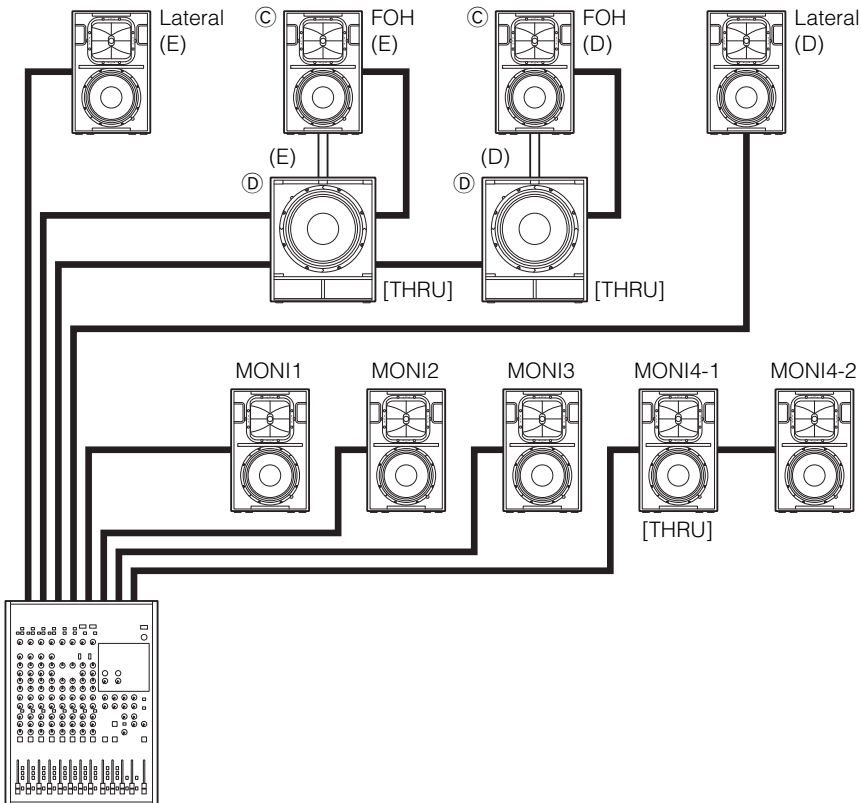 Lateral
(E)
Ⓒ FOH
(E)
Ⓒ FOH
(D)
Lateral
(D)
(E)
Ⓓ
(D)
Ⓓ
[THRU]
[THRU]
MONI1
MONI2
MONI3
MONI4-1
MONI4-2
[THRU]